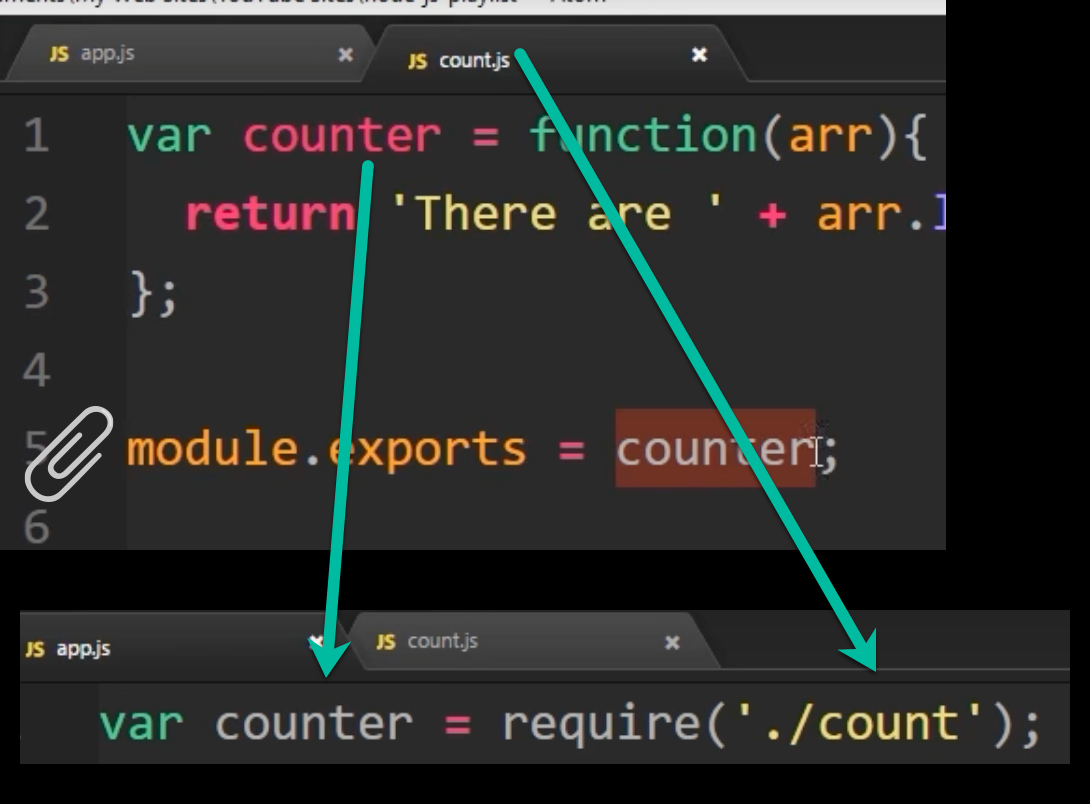 JS app.js × JS count.js ×
1 var counter = function(arr){
2 return 'There are ' + arr.
3 };
4
5 module.exports = counter;
6
JS app.js × JS count.js ×
var counter = require('./count');